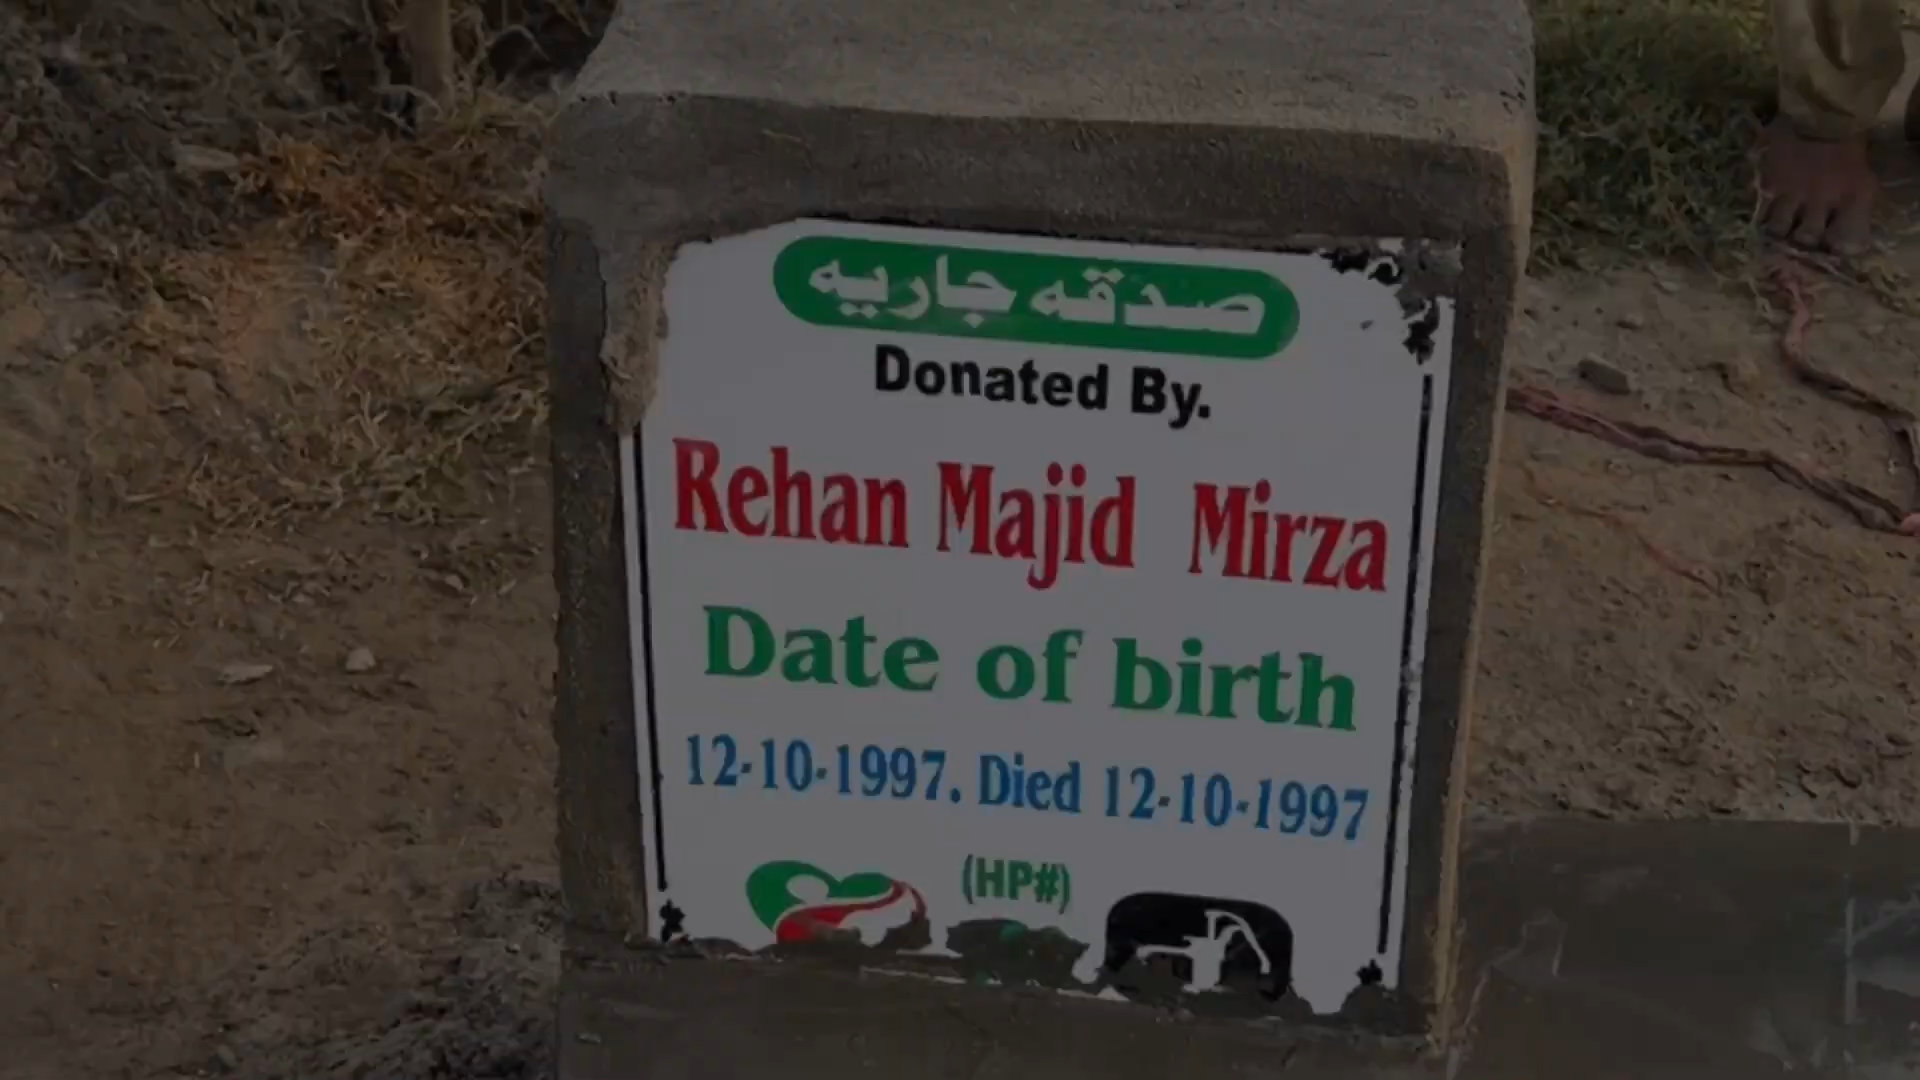 صدقه جاریه
Donated By.
Rehan Majid Mirza
Date of birth
12-10-1997. Died 12-10-1997
(HP#)